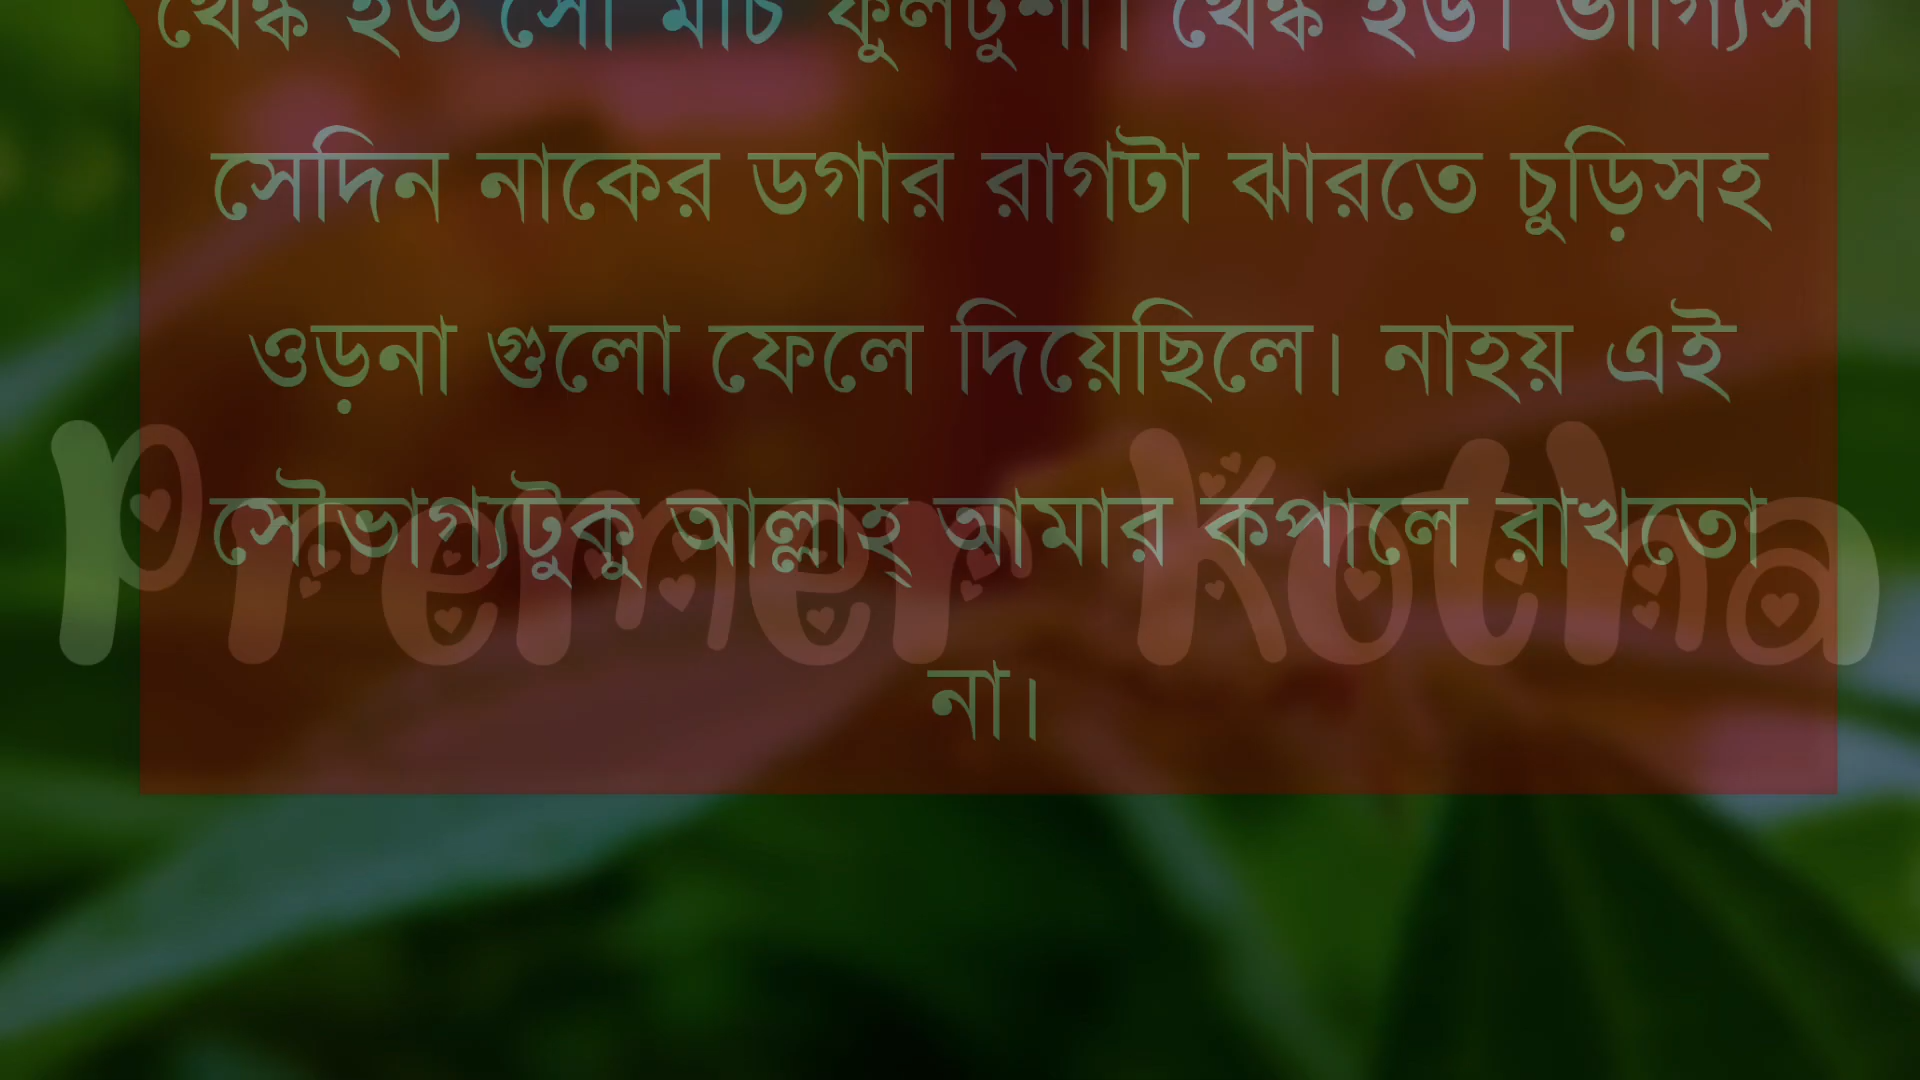 থেঙ্ক ইউ সো মাচ ফুলটুশী। থেঙ্ক ইউ। ভাগ্যিস
সেদিন নাকের ডগার রাগটা ঝারতে চুড়িসহ
ওড়না গুলো ফেলে দিয়েছিলে। নাহয় এই
সৌভাগ্যটুকু আল্লাহ্ আমার কপালে রাখতো
না।
Premer Kotha